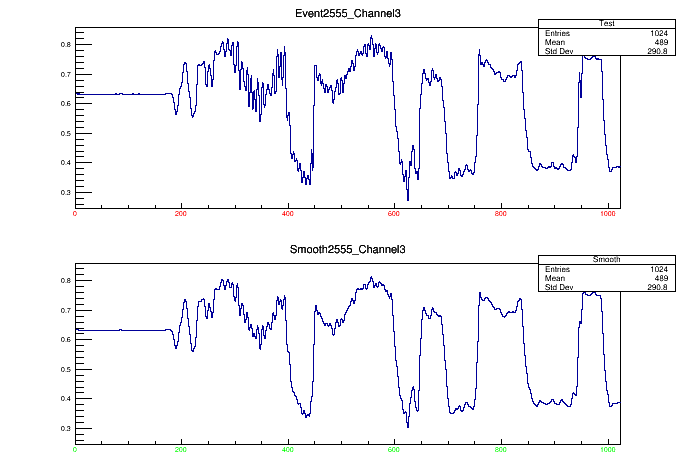 Event2555_Channel3
Test
Entries 1024
Mean 489
Std Dev 290.8
0.8
0.7
0.6
0.5
0.4
0.3
0 200 400 600 800 1000
Smooth2555_Channel3
Smooth
Entries 1024
Mean 489
Std Dev 290.8
0.8
0.7
0.6
0.5
0.4
0.3
0 200 400 600 800 1000